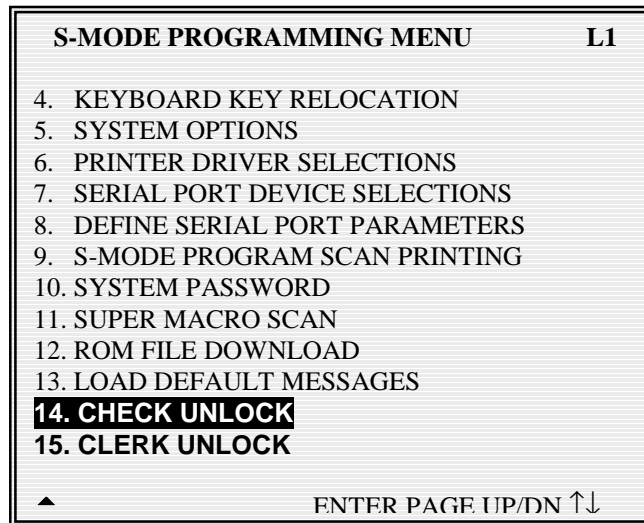 S-MODE PROGRAMMING MENU L1
4. KEYBOARD KEY RELOCATION
5. SYSTEM OPTIONS
6. PRINTER DRIVER SELECTIONS
7. SERIAL PORT DEVICE SELECTIONS
8. DEFINE SERIAL PORT PARAMETERS
9. S-MODE PROGRAM SCAN PRINTING
10. SYSTEM PASSWORD
11. SUPER MACRO SCAN
12. ROM FILE DOWNLOAD
13. LOAD DEFAULT MESSAGES
14. CHECK UNLOCK
15. CLERK UNLOCK
ENTER PAGE UP/DN ↑↓